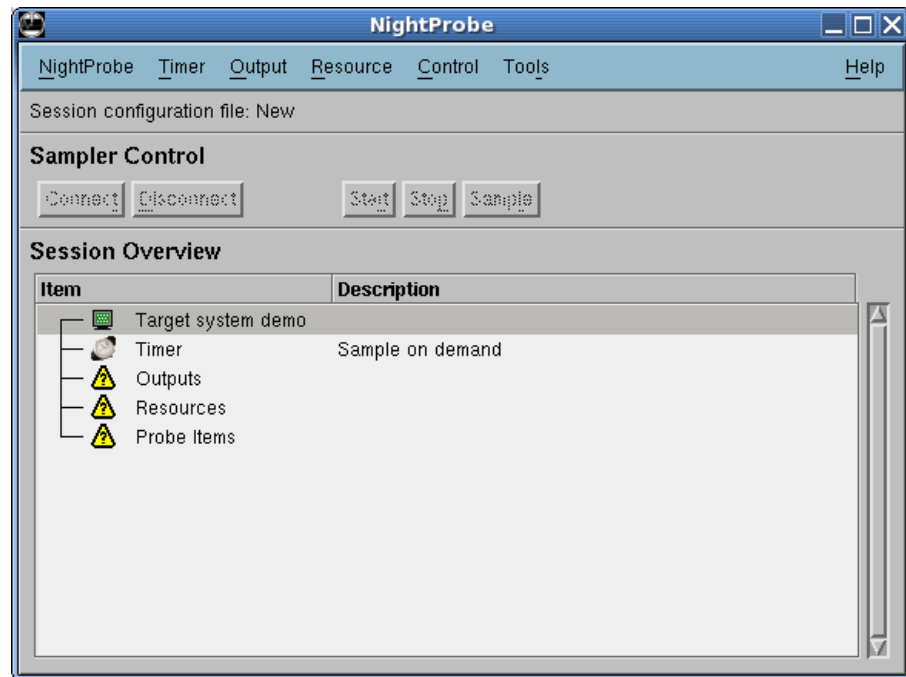 NightProbe
NightProbe Timer Output Resource Control Tools Help
Session configuration file: New
Sampler Control
Connect Disconnect Start Stop Sample
Session Overview
Item Description
Target system demo
Timer Sample on demand
Outputs
Resources
Probe Items